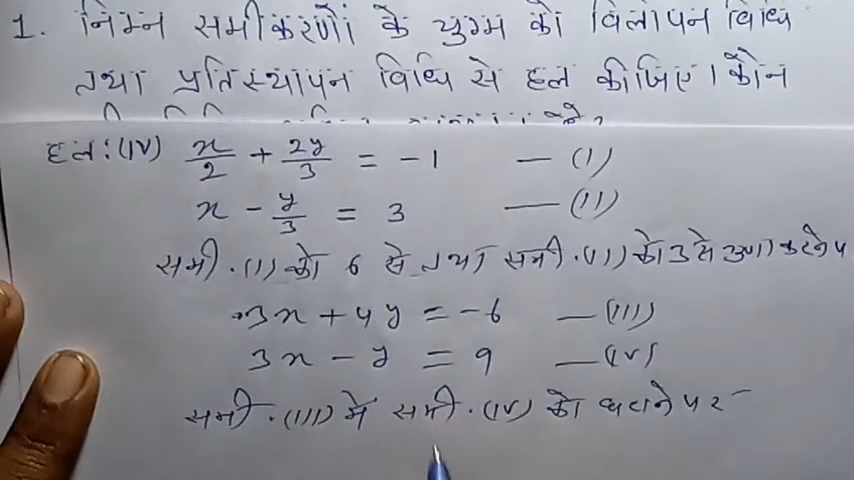 1. निम्न समीकरणों के युग्म को विलोपन विधि
तथा प्रतिस्थापन विधि से हल कीजिए। कौन
हल:(IV) x/2 + 2y/3 = -1 — (I)
x - y/3 = 3 — (II)
समी.(I) को 6 से तथा समी.(II) को 3 से गुणा करने प
3x + 4y = -6 — (III)
3x - y = 9 — (IV)
समी.(III) में समी.(IV) को घटाने पर -